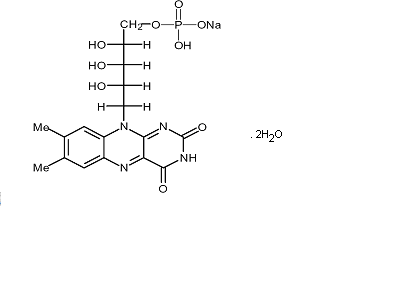 O
CH2 O P ONa
HO H OH
HO H
HO H
H H
Me N N O
Me N NH
O
. 2H2O